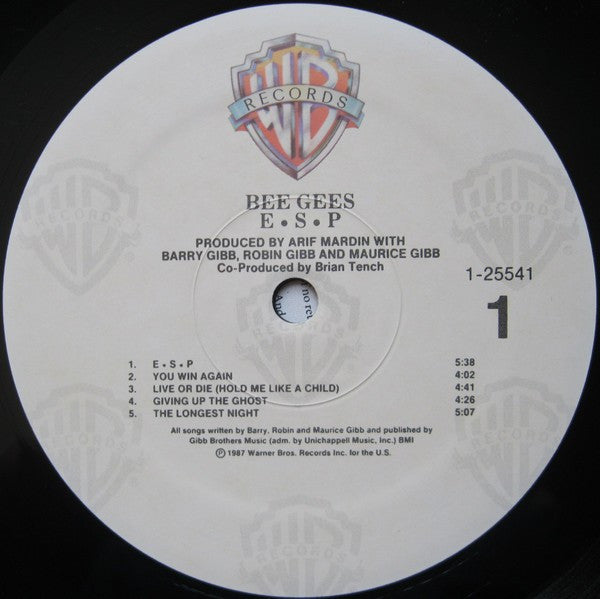 WB
RECORDS
BEE GEES
E • S • P
PRODUCED BY ARIF MARDIN WITH
BARRY GIBB, ROBIN GIBB AND MAURICE GIBB
Co-Produced by Brian Tench
1-25541
1
1. E • S • P 5:38
2. YOU WIN AGAIN 4:02
3. LIVE OR DIE (HOLD ME LIKE A CHILD) 4:41
4. GIVING UP THE GHOST 4:26
5. THE LONGEST NIGHT 5:07
All songs written by Barry, Robin and Maurice Gibb and published by
Gibb Brothers Music (adm. by Unichappell Music, Inc.) BMI
℗ 1987 Warner Bros. Records Inc. for the U.S.